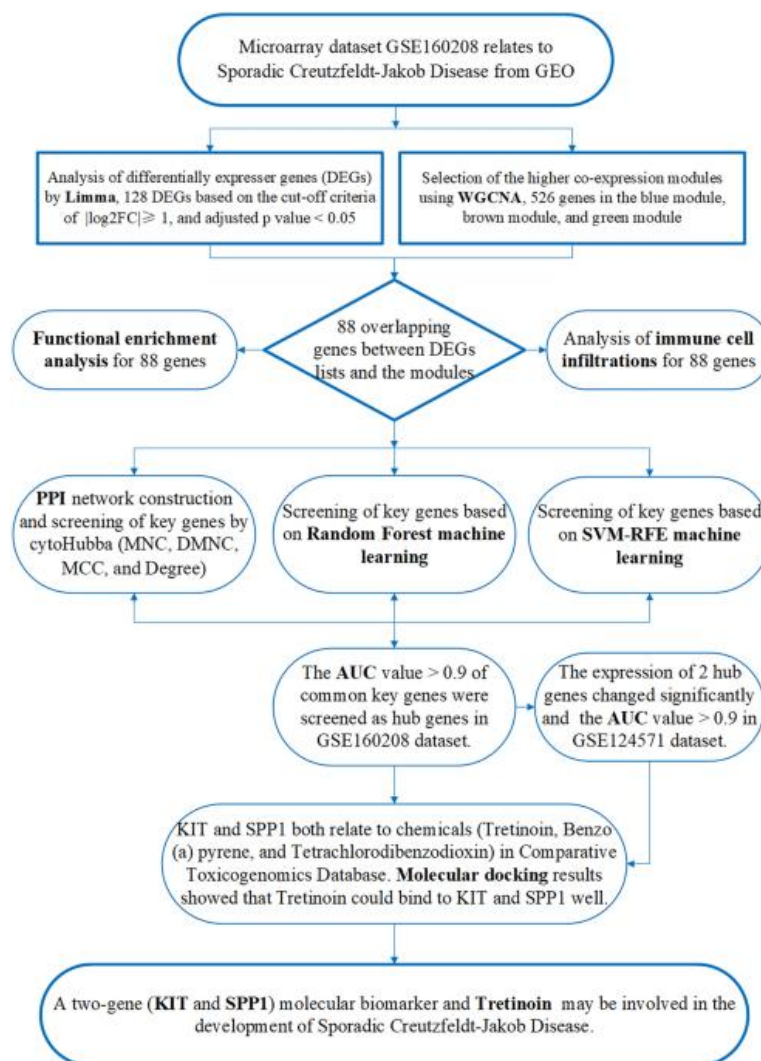 Microarray dataset GSE160208 relates to
Sporadic Creutzfeldt-Jakob Disease from GEO
Analysis of differentially expresser genes (DEGs)
by Limma, 128 DEGs based on the cut-off criteria
of |log2FC|≥ 1, and adjusted p value < 0.05
Selection of the higher co-expression modules
using WGCNA, 526 genes in the blue module,
brown module, and green module
Functional enrichment
analysis for 88 genes
88 overlapping
genes between DEGs
lists and the modules
Analysis of immune cell
infiltrations for 88 genes
PPI network construction
and screening of key genes by
cytoHubba (MNC, DMNC,
MCC, and Degree)
Screening of key genes based
on Random Forest machine
learning
Screening of key genes based
on SVM-RFE machine
learning
The AUC value > 0.9 of
common key genes were
screened as hub genes in
GSE160208 dataset.
The expression of 2 hub
genes changed significantly
and the AUC value > 0.9 in
GSE124571 dataset.
KIT and SPP1 both relate to chemicals (Tretinoin, Benzo
(a) pyrene, and Tetrachlorodibenzodioxin) in Comparative
Toxicogenomics Database. Molecular docking results
showed that Tretinoin could bind to KIT and SPP1 well.
A two-gene (KIT and SPP1) molecular biomarker and Tretinoin may be involved in the
development of Sporadic Creutzfeldt-Jakob Disease.